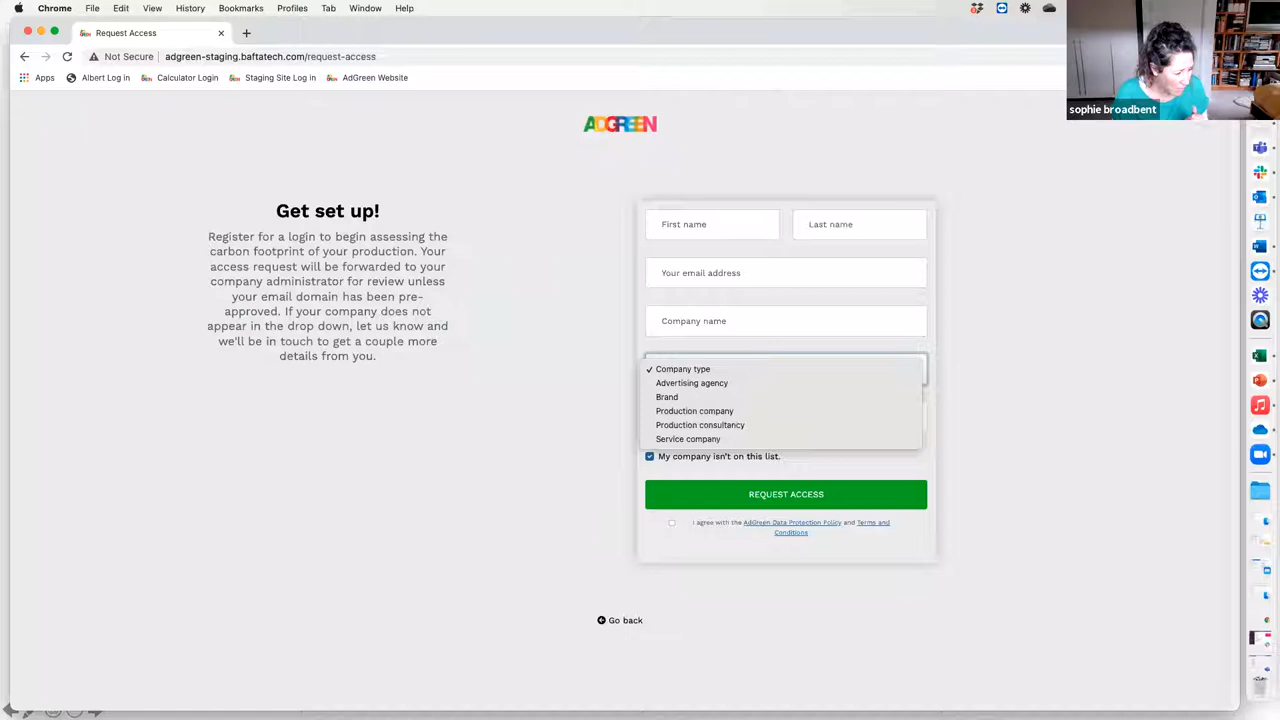 Chrome File Edit View History Bookmarks Profiles Tab Window Help
Request Access
Not Secure adgreen-staging.baftatech.com/request-access
Apps Albert Log in Calculator Login Staging Site Log in AdGreen Website
sophie broadbent
ADGREEN
Get set up!
Register for a login to begin assessing the
carbon footprint of your production. Your
access request will be forwarded to your
company administrator for review unless
your email domain has been pre-
approved. If your company does not
appear in the drop down, let us know and
we'll be in touch to get a couple more
details from you.
First name Last name
Your email address
Company name
Company type
Advertising agency
Brand
Production company
Production consultancy
Service company
My company isn't on this list.
REQUEST ACCESS
I agree with the AdGreen Data Protection Policy and Terms and
Conditions
Go back